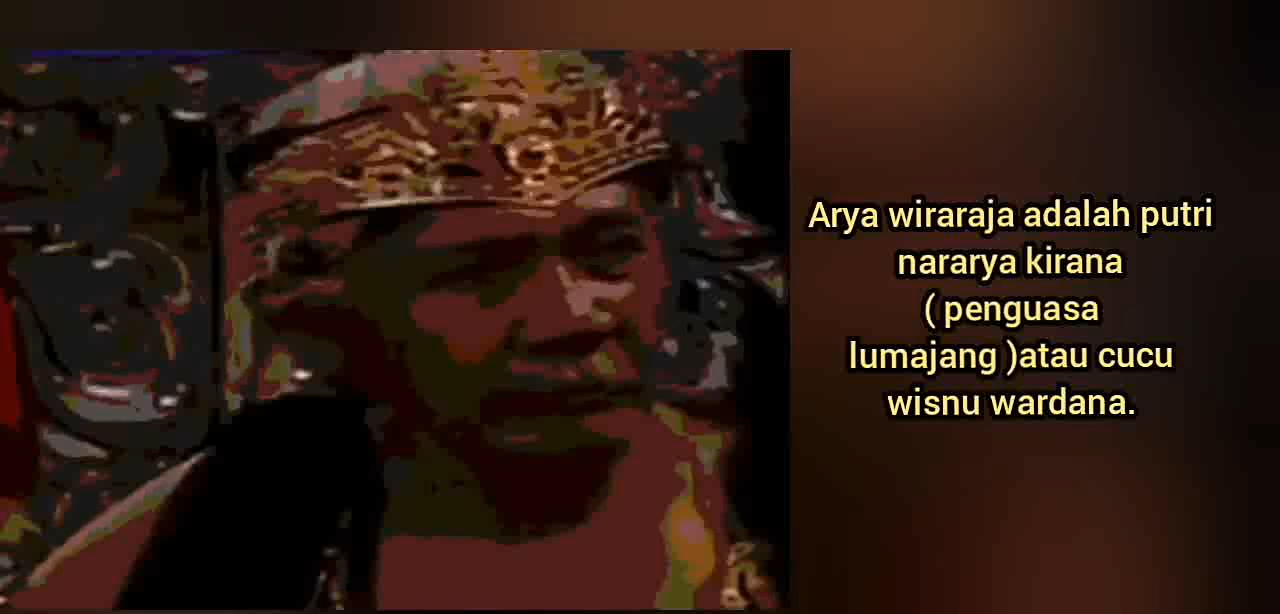 Arya wiraraja adalah putri
nararya kirana
( penguasa
lumajang )atau cucu
wisnu wardana.